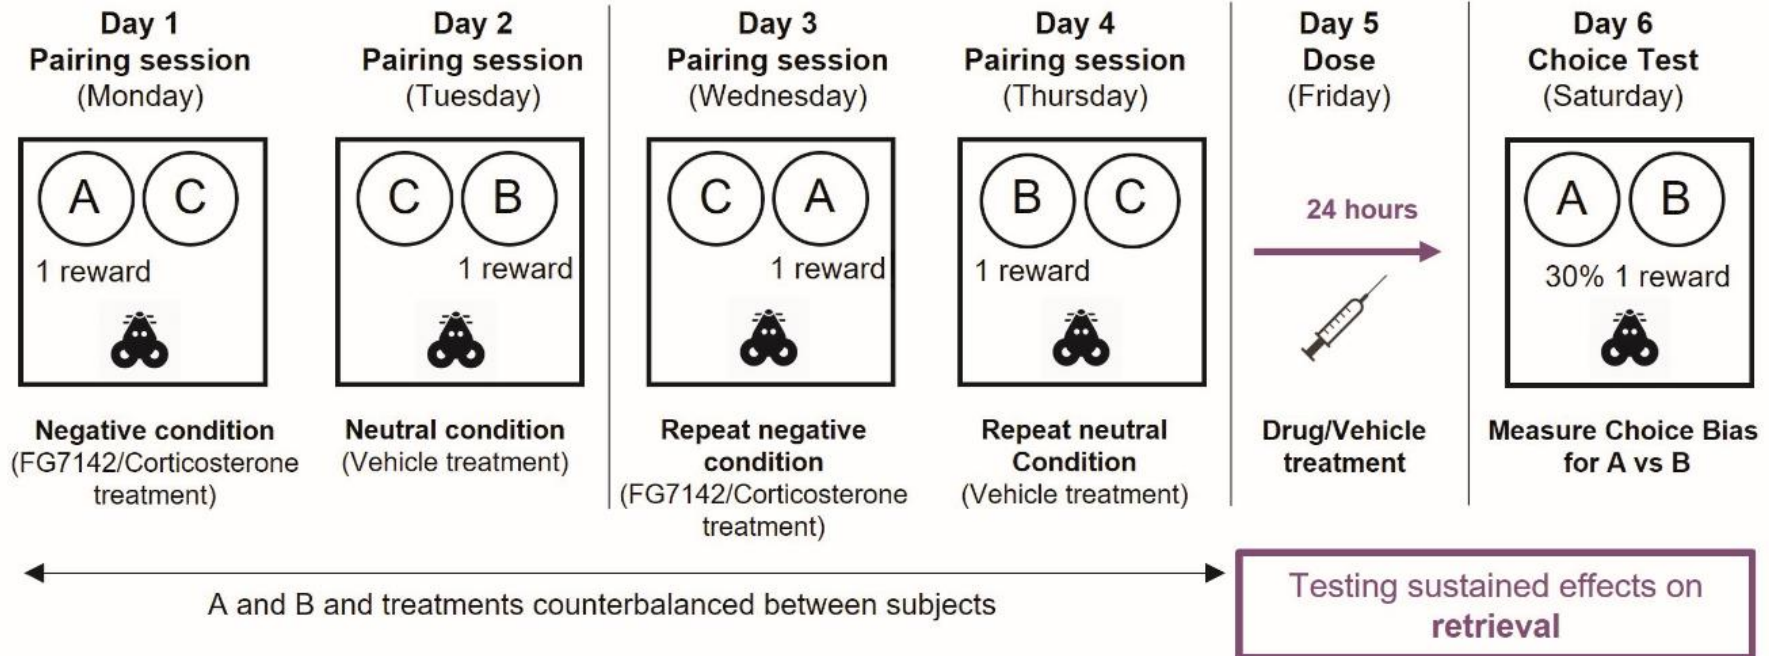 Day 1
Pairing session
(Monday)
A C
1 reward
Negative condition
(FG7142/Corticosterone
treatment)
Day 2
Pairing session
(Tuesday)
C B
1 reward
Neutral condition
(Vehicle treatment)
Day 3
Pairing session
(Wednesday)
C A
1 reward
Repeat negative
condition
(FG7142/Corticosterone
treatment)
Day 4
Pairing session
(Thursday)
B C
1 reward
Repeat neutral
Condition
(Vehicle treatment)
Day 5
Dose
(Friday)
24 hours
Drug/Vehicle
treatment
Day 6
Choice Test
(Saturday)
A B
30% 1 reward
Measure Choice Bias
for A vs B
A and B and treatments counterbalanced between subjects
Testing sustained effects on
retrieval